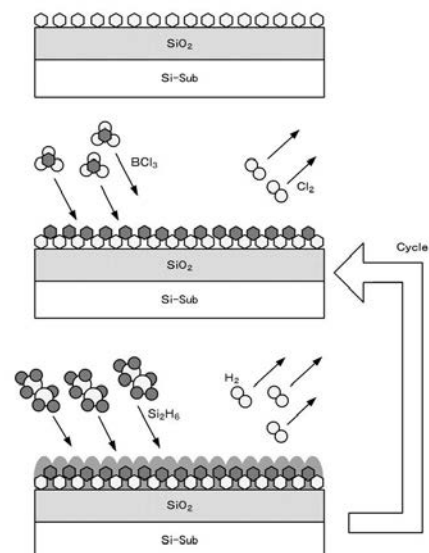 SiO2
Si-Sub
BCl3
Cl2
Cycle
SiO2
Si-Sub
H2
Si2H6
SiO2
Si-Sub